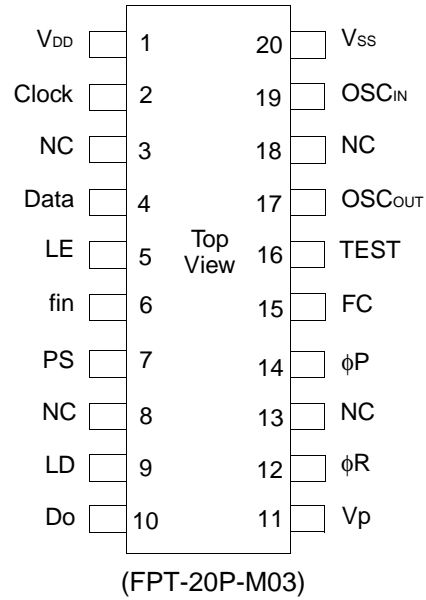 VDD 1 20 VSS
Clock 2 19 OSCIN
NC 3 18 NC
Data 4 17 OSCOUT
LE 5 Top View 16 TEST
fin 6 15 FC
PS 7 14 ϕP
NC 8 13 NC
LD 9 12 ϕR
Do 10 11 Vp
(FPT-20P-M03)